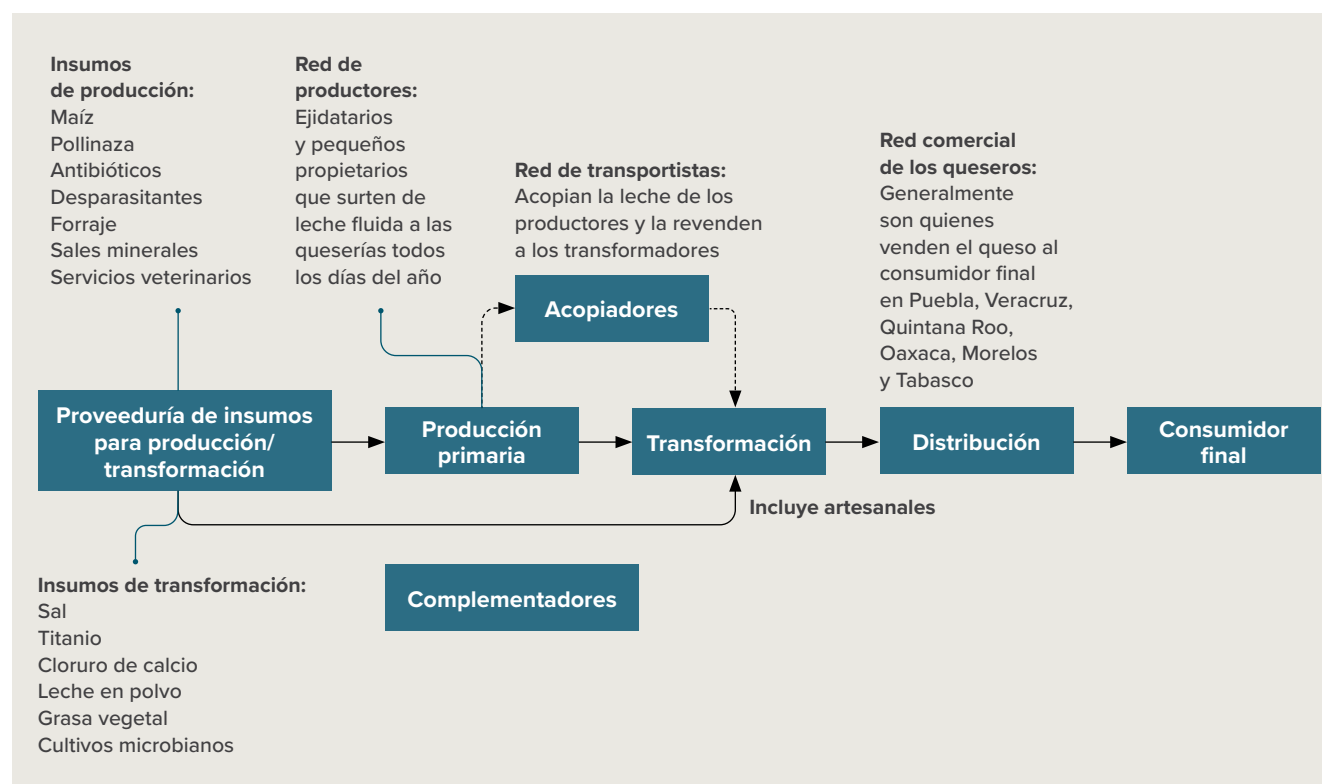 Insumos
de producción:
Maíz
Pollinaza
Antibióticos
Desparasitantes
Forraje
Sales minerales
Servicios veterinarios
Red de
productores:
Ejidatarios
y pequeños
propietarios
que surten de
leche fluida a las
queserías todos
los días del año
Red de transportistas:
Acopian la leche de los
productores y la revenden
a los transformadores
Acopiadores
Red comercial
de los queseros:
Generalmente
son quienes
venden el queso al
consumidor final
en Puebla, Veracruz,
Quintana Roo,
Oaxaca, Morelos
y Tabasco
Proveeduría de insumos
para producción/
transformación
Producción
primaria
Transformación
Distribución
Consumidor
final
Incluye artesanales
Insumos de transformación:
Sal
Titanio
Cloruro de calcio
Leche en polvo
Grasa vegetal
Cultivos microbianos
Complementadores